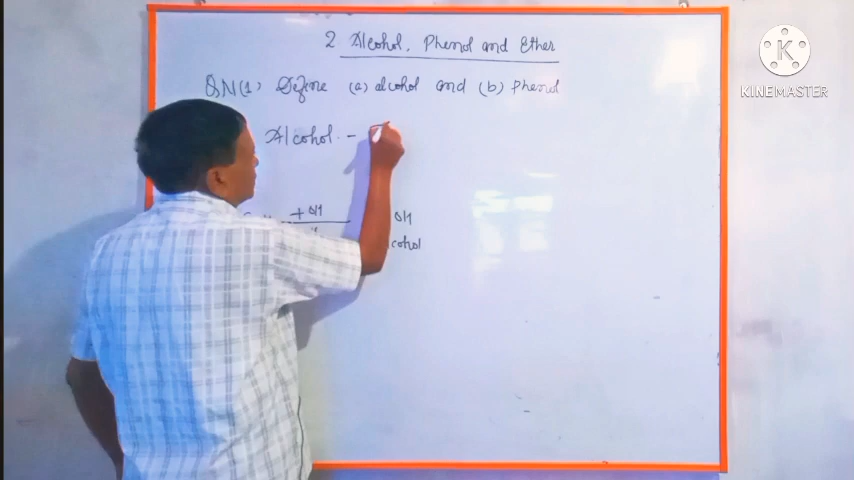 2 Alcohol, Phenol and Ether
QN(1) Define (a) alcohol and (b) Phenol
Alcohol -
+ OH
OH
cohol
K
KINEMASTER